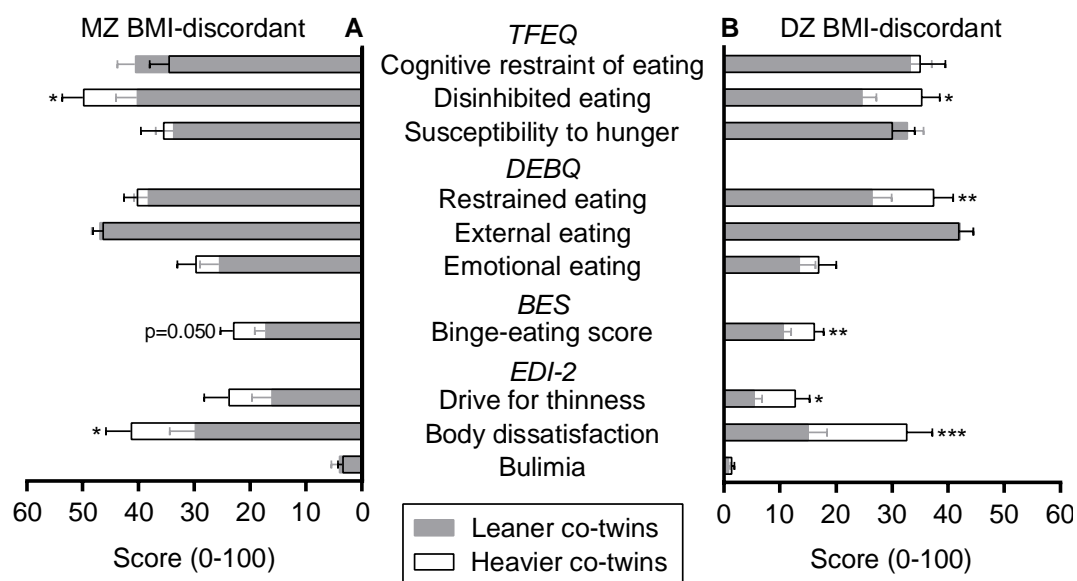 MZ BMI-discordant A
TFEQ
B DZ BMI-discordant
Cognitive restraint of eating
* Disinhibited eating *
Susceptibility to hunger
DEBQ
Restrained eating **
External eating
Emotional eating
BES
p=0.050 Binge-eating score **
EDI-2
Drive for thinness *
* Body dissatisfaction ***
Bulimia
60 50 40 30 20 10 0
0 10 20 30 40 50 60
Score (0-100)
Leaner co-twins
Heavier co-twins
Score (0-100)